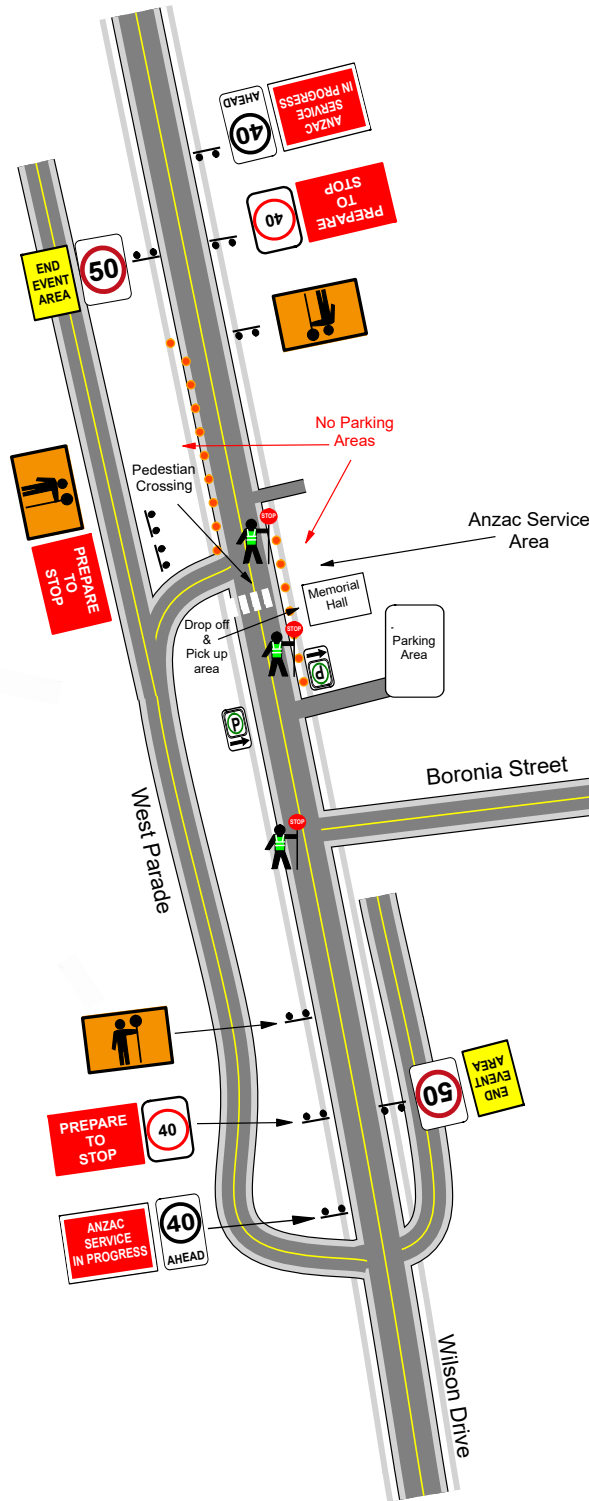 40
AHEAD
ANZAC
SERVICE
IN PROGRESS
40
PREPARE
TO
STOP
END
EVENT
AREA
50
No Parking
Areas
Pedestian
Crossing
PREPARE
TO
STOP
STOP
Anzac Service
Area
Memorial
Hall
Drop off
&
Pick up
area
STOP
P
Parking
Area
P
Boronia Street
West Parade
STOP
50
END
EVENT
AREA
PREPARE
TO
STOP
40
ANZAC
SERVICE
IN PROGRESS
40
AHEAD
Wilson Drive